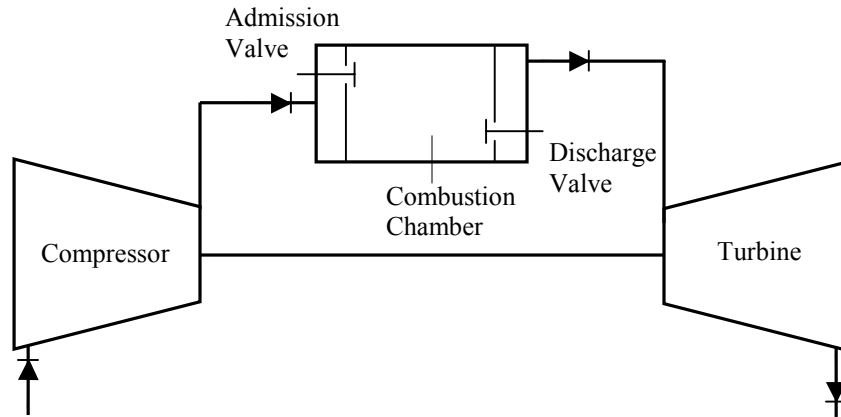 Admission
Valve
Discharge
Valve
Combustion
Chamber
Compressor
Turbine